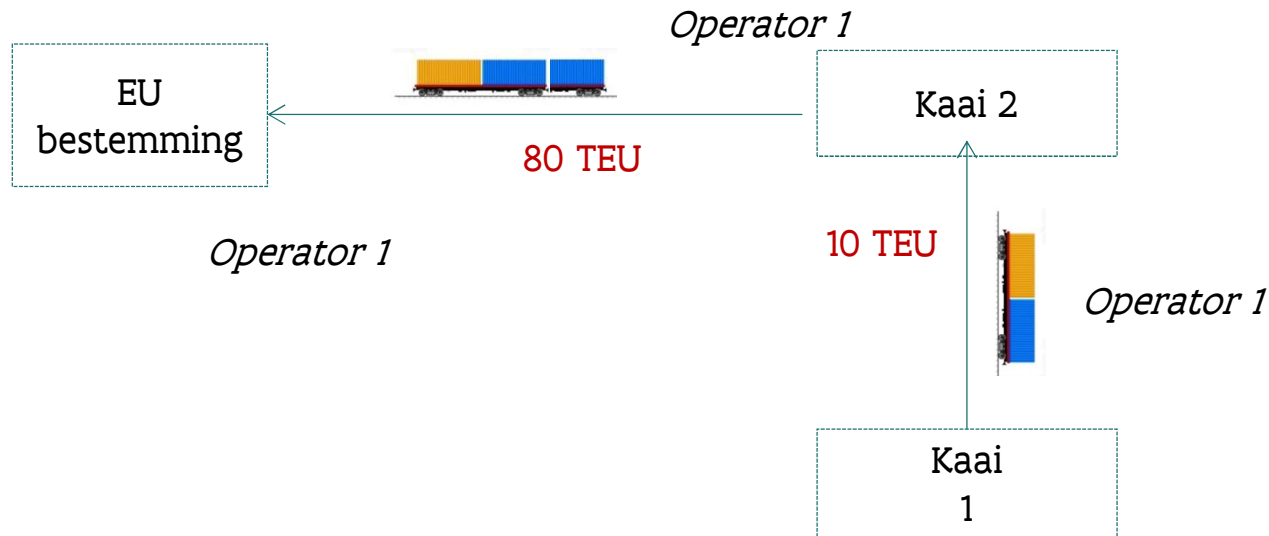 Operator 1
EU
bestemming
Kaai 2
80 TEU
Operator 1
10 TEU
Operator 1
Kaai
1